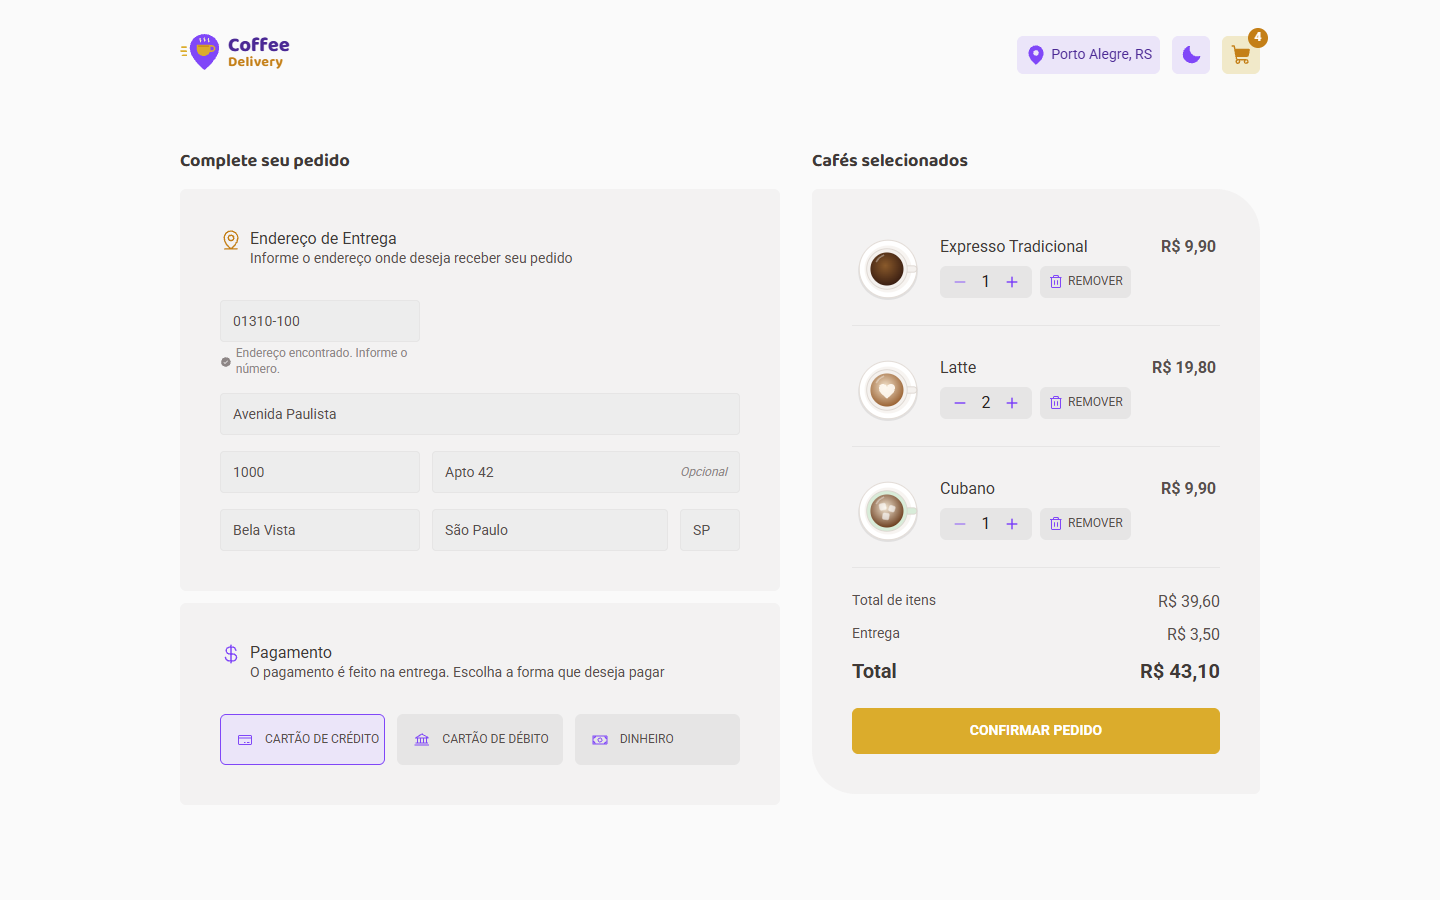 Coffee
Delivery
Porto Alegre, RS
4
Complete seu pedido
Endereço de Entrega
Informe o endereço onde deseja receber seu pedido
01310-100
Endereço encontrado. Informe o
número.
Avenida Paulista
1000
Apto 42
Opcional
Bela Vista
São Paulo
SP
Pagamento
O pagamento é feito na entrega. Escolha a forma que deseja pagar
CARTÃO DE CRÉDITO
CARTÃO DE DÉBITO
DINHEIRO
Cafés selecionados
Expresso Tradicional
R$ 9,90
1
REMOVER
Latte
R$ 19,80
2
REMOVER
Cubano
R$ 9,90
1
REMOVER
Total de itens
R$ 39,60
Entrega
R$ 3,50
Total
R$ 43,10
CONFIRMAR PEDIDO